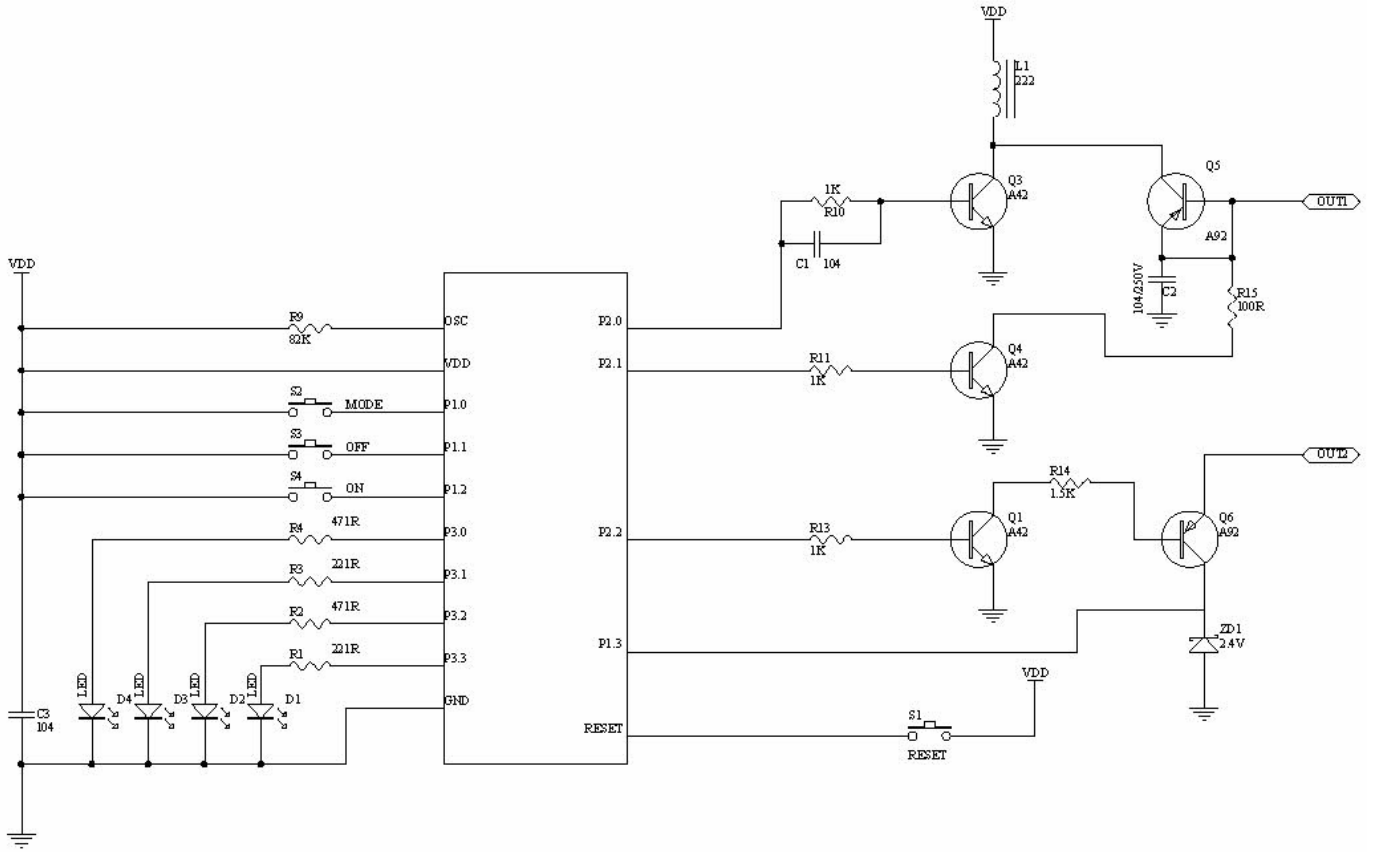 VDD
L1
222
Q3
A42
Q5
A92
OUT1
1K
R10
C1 104
104/250V
C2
R15
100R
VDD
R9
82K
OSC
VDD
S2
MODE
P1.0
S3
OFF
P1.1
S4
ON
P1.2
R4
471R
P3.0
R3
221R
P3.1
R2
471R
P3.2
R1
221R
P3.3
GND
P2.0
P2.1
P2.2
P1.3
RESET
R11
1K
Q4
A42
R13
1K
Q1
A42
R14
1.5K
OUT2
Q6
A92
ZD1
2.4V
VDD
S1
RESET
C3
104
LED
D4
LED
D3
LED
D2
LED
D1